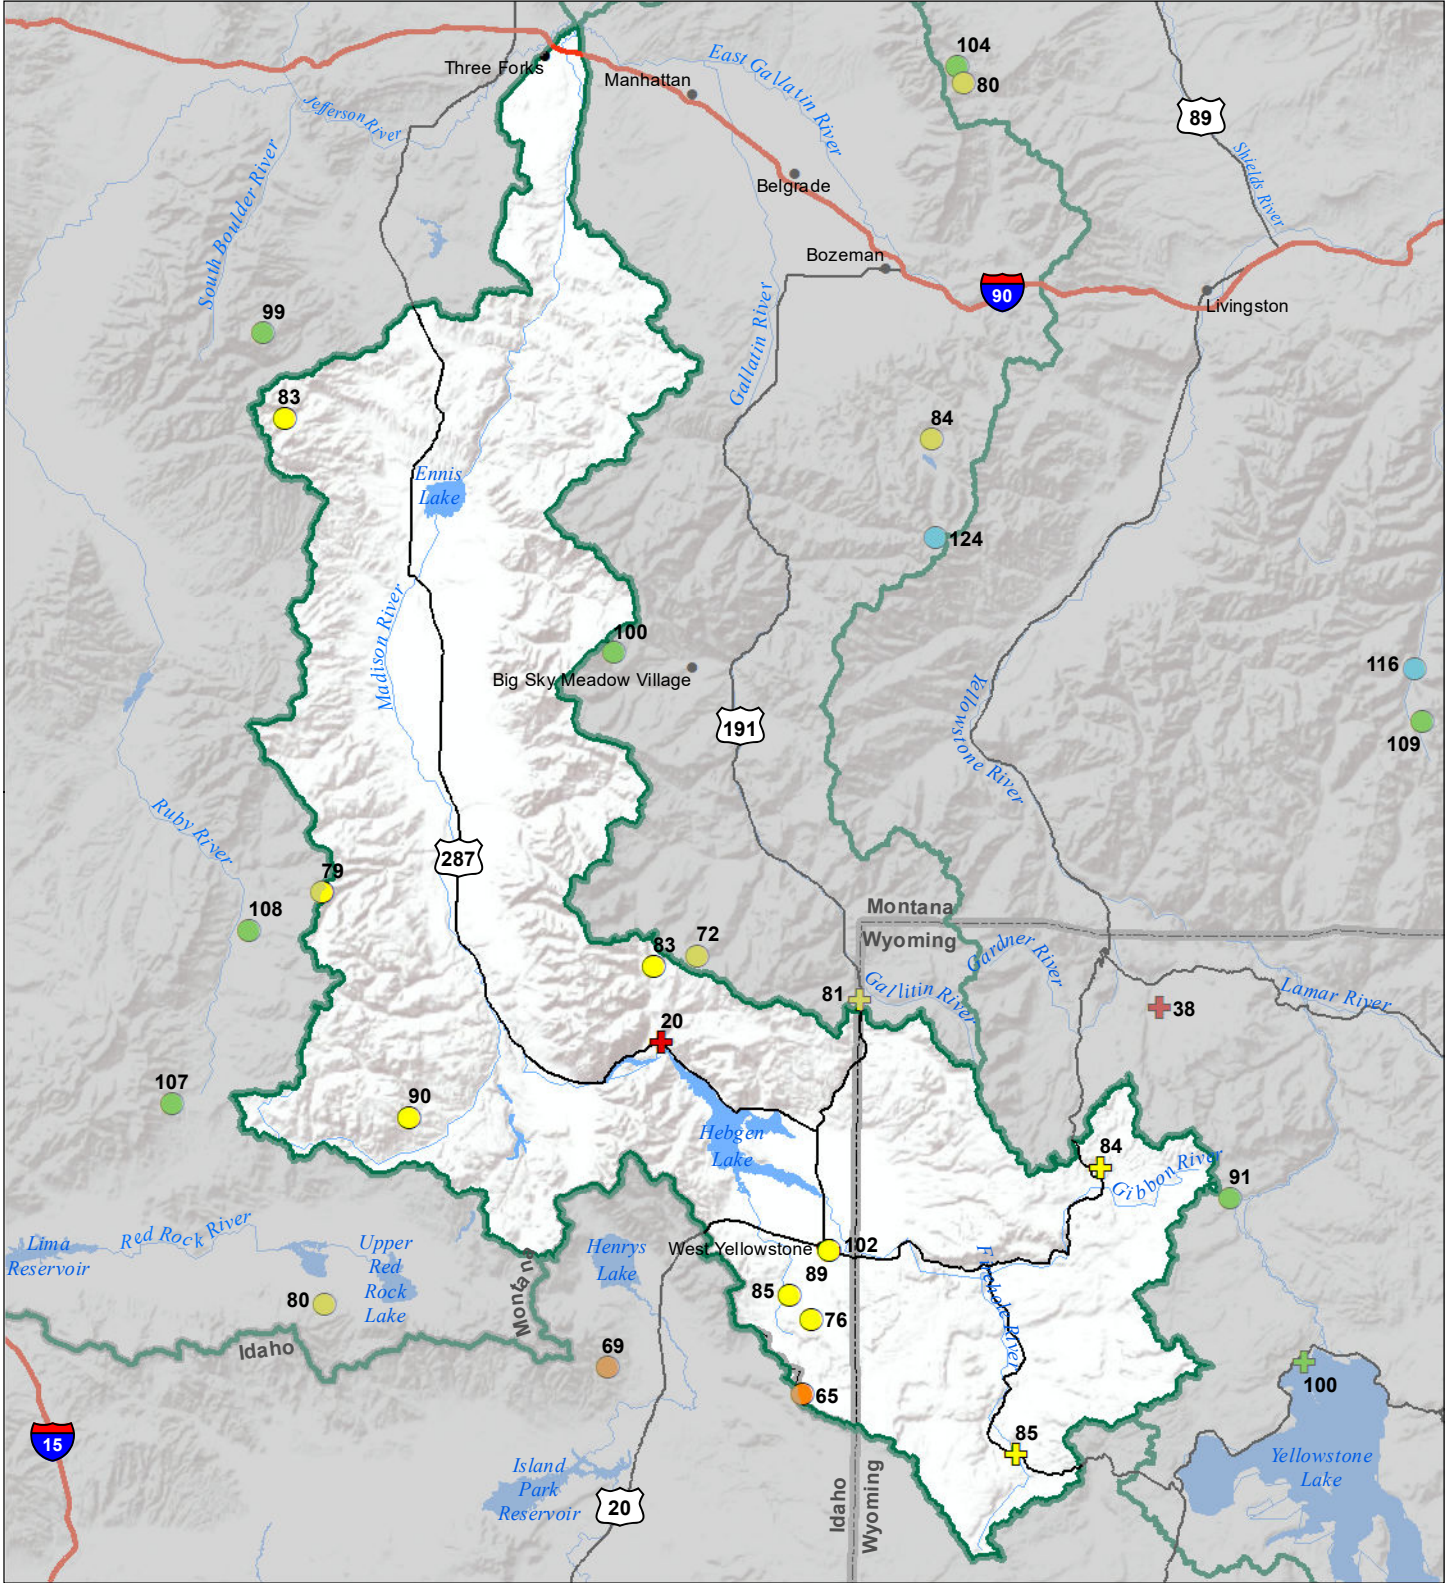 104
80
Three Forks
Manhattan
East Gallatin River
Jefferson River
89
Shields River
South Boulder River
Belgrade
Bozeman
90
Livingston
99
Gallatin River
83
84
Ennis
Lake
124
Madison River
100
Big Sky Meadow Village
116
191
109
Yellowstone River
Ruby River
287
79
108
Montana
Wyoming
72
83
Gardner River
81
Gallitin River
Lamar River
38
20
107
90
Hebgen
Lake
84
Gibbon River
91
Red Rock River
Lima
Reservoir
Upper
Red
Rock
Lake
Montana
Henrys
Lake
West Yellowstone
102
89
85
76
Firehole River
80
Idaho
69
65
100
15
85
Island
Park
Reservoir
20
Idaho
Wyoming
Yellowstone
Lake